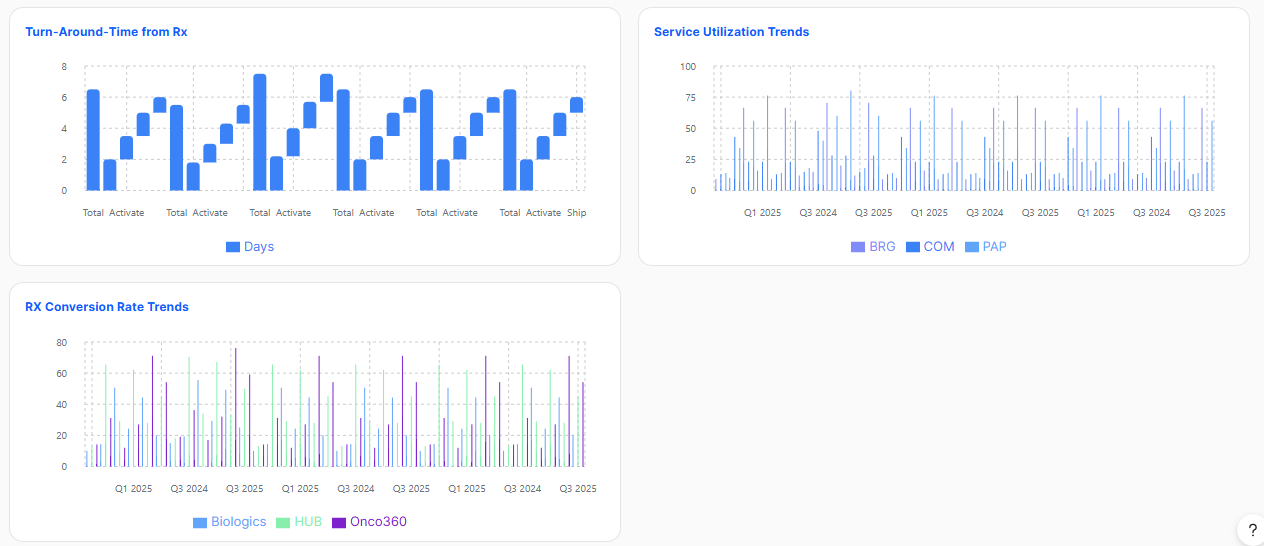 Turn-Around-Time from Rx
8
6
4
2
0
Total Activate Total Activate Total Activate Total Activate Total Activate Total Activate Ship
Days
Service Utilization Trends
100
75
50
25
0
Q1 2025 Q3 2024 Q3 2025 Q1 2025 Q3 2024 Q3 2025 Q1 2025 Q3 2024 Q3 2025
BRG COM PAP
RX Conversion Rate Trends
80
60
40
20
0
Q1 2025 Q3 2024 Q3 2025 Q1 2025 Q3 2024 Q3 2025 Q1 2025 Q3 2024 Q3 2025
Biologics HUB Onco360
?